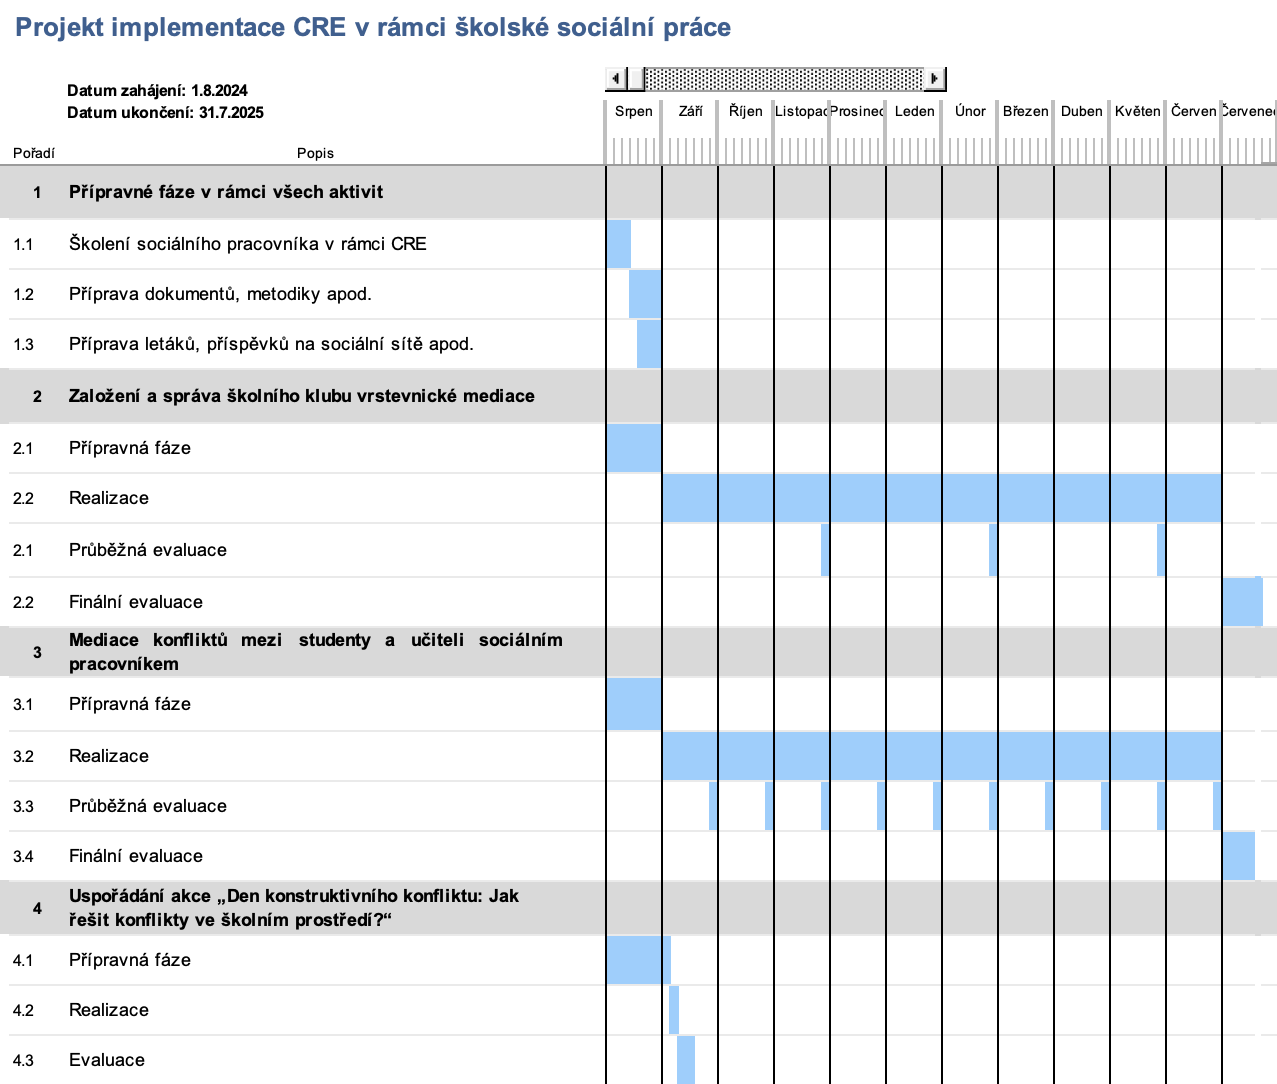 Projekt implementace CRE v rámci školské sociální práce
Datum zahájení: 1.8.2024
Datum ukončení: 31.7.2025
Srpen Září Říjen Listopad Prosinec Leden Únor Březen Duben Květen Červen Červenec
Pořadí Popis
1 Přípravné fáze v rámci všech aktivit
1.1 Školení sociálního pracovníka v rámci CRE
1.2 Příprava dokumentů, metodiky apod.
1.3 Příprava letáků, příspěvků na sociální sítě apod.
2 Založení a správa školního klubu vrstevnické mediace
2.1 Přípravná fáze
2.2 Realizace
2.1 Průběžná evaluace
2.2 Finální evaluace
3 Mediace konfliktů mezi studenty a učiteli sociálním
pracovníkem
3.1 Přípravná fáze
3.2 Realizace
3.3 Průběžná evaluace
3.4 Finální evaluace
4 Uspořádání akce „Den konstruktivního konfliktu: Jak
řešit konflikty ve školním prostředí?“
4.1 Přípravná fáze
4.2 Realizace
4.3 Evaluace